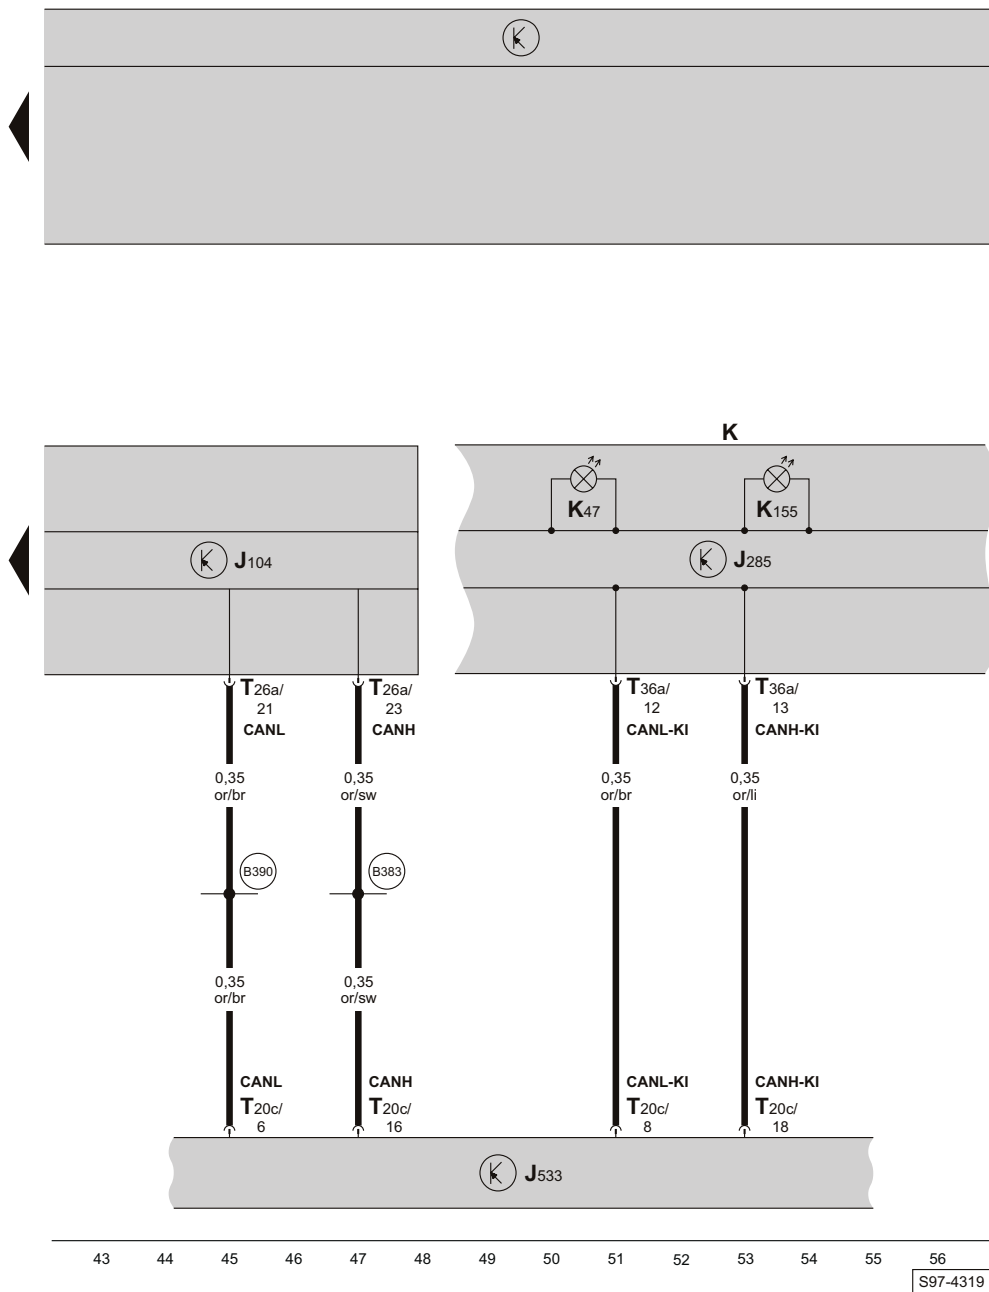 K
K47
K155
J104
J285
T26a/
21
CANL
T26a/
23
CANH
T36a/
12
CANL-KI
T36a/
13
CANH-KI
0,35
or/br
0,35
or/sw
0,35
or/br
0,35
or/li
B390
B383
0,35
or/br
0,35
or/sw
CANL
T20c/
6
CANH
T20c/
16
CANL-KI
T20c/
8
CANH-KI
T20c/
18
J533
43 44 45 46 47 48 49 50 51 52 53 54 55 56
S97-4319